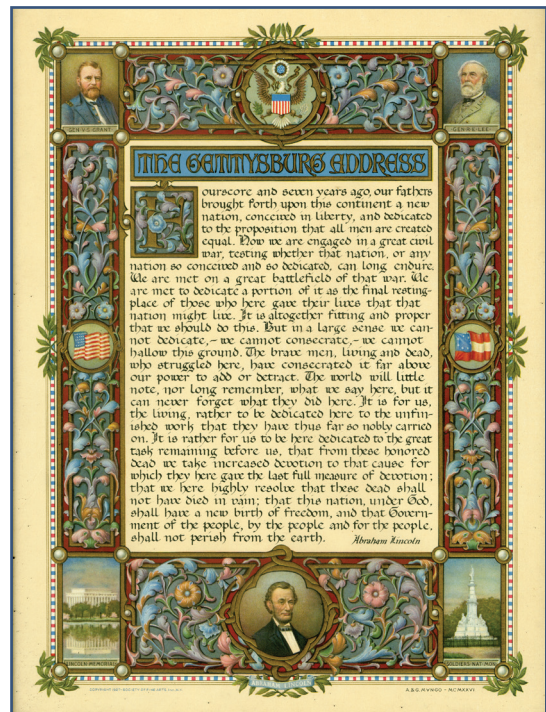 GEN. U.S. GRANT
GEN. R.E. LEE
THE GETTYSBURG ADDRESS
Fourscore and seven years ago, our fathers
brought forth upon this continent a new
nation, conceived in liberty, and dedicated
to the proposition that all men are created
equal. Now we are engaged in a great civil
war, testing whether that nation, or any
nation so conceived and so dedicated, can long endure.
We are met on a great battlefield of that war. We
are met to dedicate a portion of it as the final resting-
place of those who here gave their lives that that
nation might live. It is altogether fitting and proper
that we should do this. But in a large sense we can-
not dedicate,- we cannot consecrate,- we cannot
hallow this ground. The brave men, living and dead,
who struggled here, have consecrated it far above
our power to add or detract. The world will little
note, nor long remember, what we say here, but it
can never forget what they did here. It is for us,
the living, rather to be dedicated here to the unfin-
ished work that they have thus far so nobly carried
on. It is rather for us to be here dedicated to the great
task remaining before us, that from these honored
dead we take increased devotion to that cause for
which they here gave the last full measure of devotion;
that we here highly resolve that these dead shall
not have died in vain; that this nation, under God,
shall have a new birth of freedom, and that Govern-
ment of the people, by the people and for the people,
shall not perish from the earth.
Abraham Lincoln
LINCOLN MEMORIAL
SOLDIERS NAT. MON.
ABRAHAM LINCOLN
A.& G. MVNGO - MCMXXVI